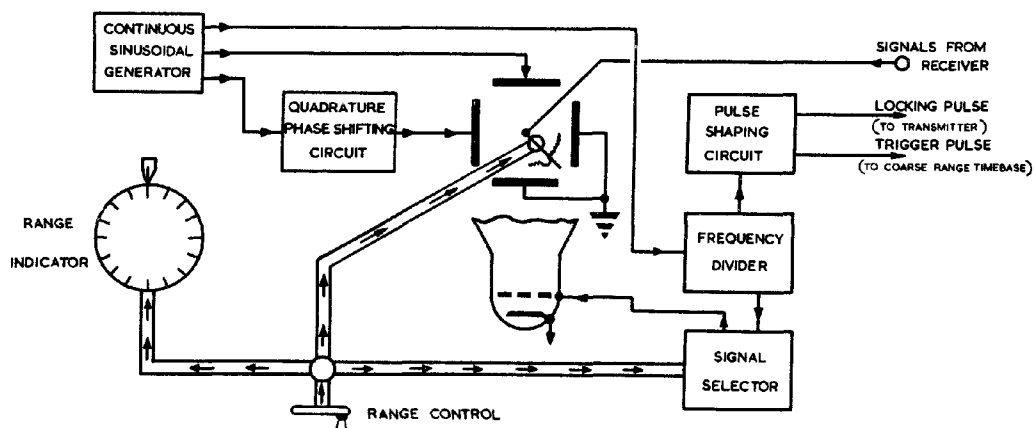 CONTINUOUS
SINUSOIDAL
GENERATOR
QUADRATURE
PHASE SHIFTING
CIRCUIT
SIGNALS FROM
RECEIVER
PULSE
SHAPING
CIRCUIT
LOCKING PULSE
(TO TRANSMITTER)
TRIGGER PULSE
(TO COARSE RANGE TIMEBASE)
RANGE
INDICATOR
FREQUENCY
DIVIDER
SIGNAL
SELECTOR
RANGE CONTROL